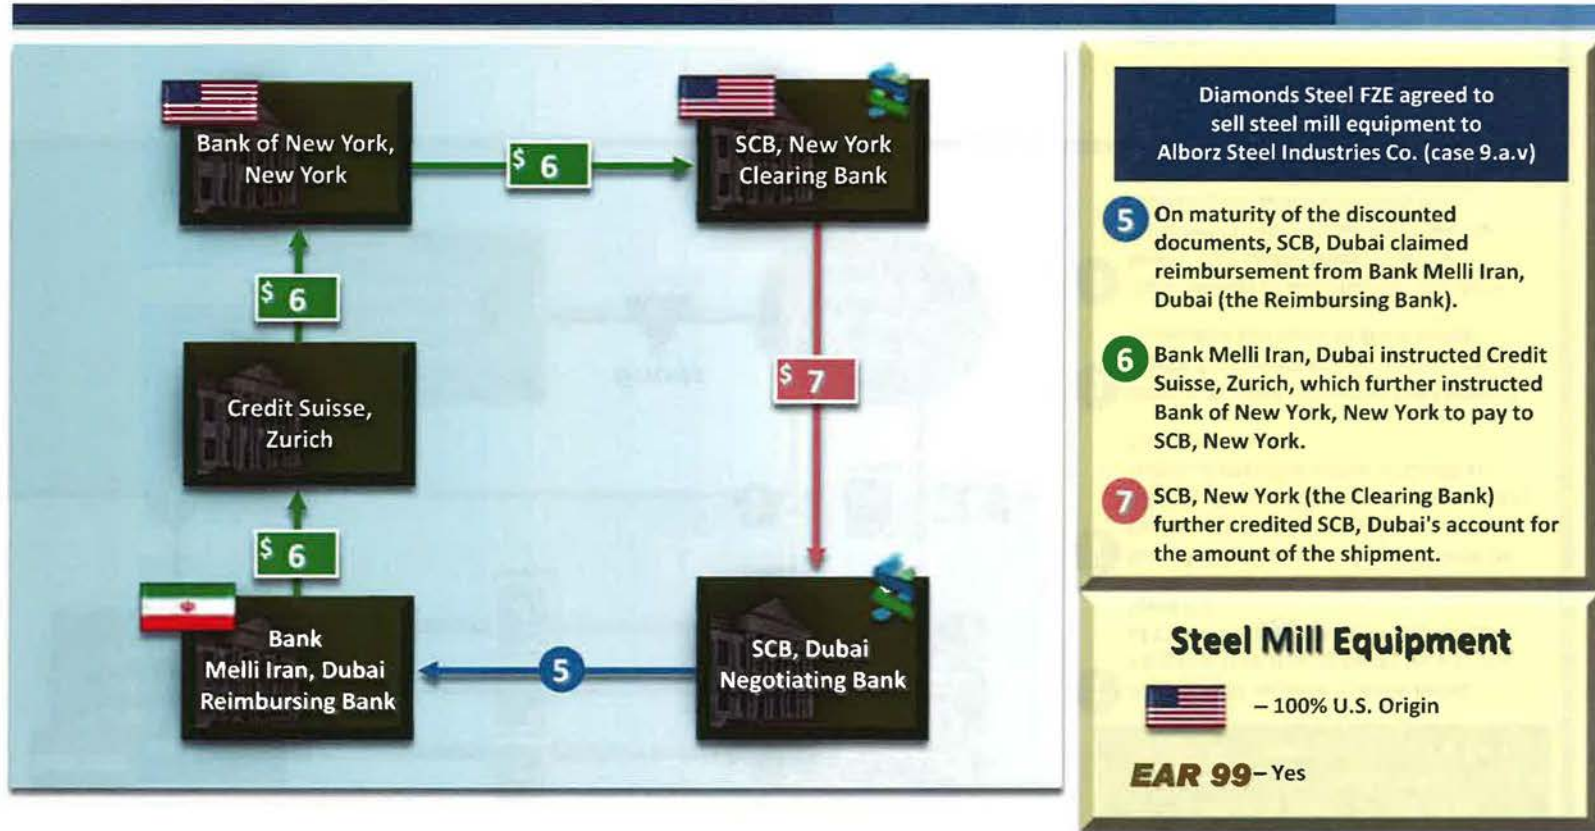 Bank of New York,
New York
$ 6
SCB, New York
Clearing Bank
$ 6
$ 7
Credit Suisse,
Zurich
$ 6
Bank
Melli Iran, Dubai
Reimbursing Bank
5
SCB, Dubai
Negotiating Bank
Diamonds Steel FZE agreed to
sell steel mill equipment to
Alborz Steel Industries Co. (case 9.a.v)
5 On maturity of the discounted
documents, SCB, Dubai claimed
reimbursement from Bank Melli Iran,
Dubai (the Reimbursing Bank).
6 Bank Melli Iran, Dubai instructed Credit
Suisse, Zurich, which further instructed
Bank of New York, New York to pay to
SCB, New York.
7 SCB, New York (the Clearing Bank)
further credited SCB, Dubai's account for
the amount of the shipment.
Steel Mill Equipment
– 100% U.S. Origin
EAR 99 – Yes